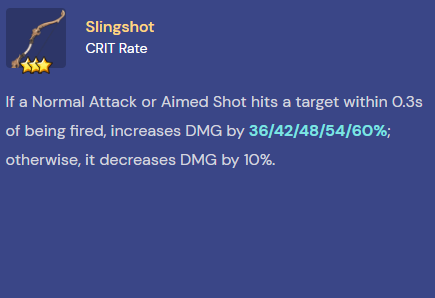 Slingshot
CRIT Rate
If a Normal Attack or Aimed Shot hits a target within 0.3s
of being fired, increases DMG by 36/42/48/54/60%;
otherwise, it decreases DMG by 10%.